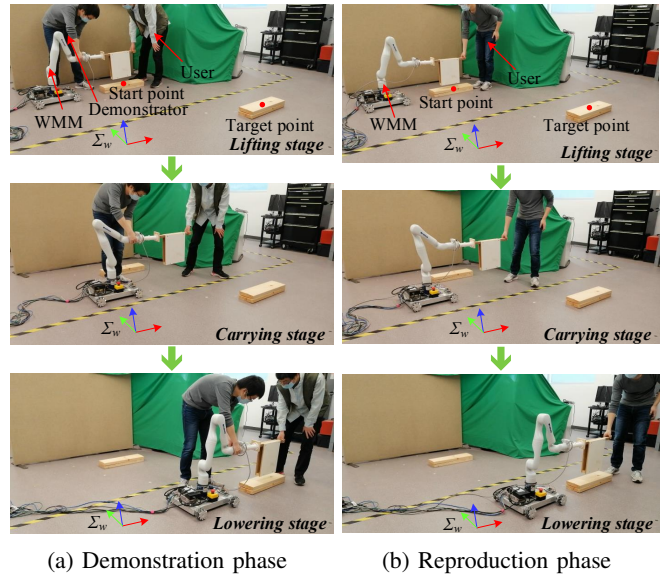 User
Start point
Demonstrator
WMM
Target point
Σw
Lifting stage
User
Start point
WMM
Target point
Σw
Lifting stage
Σw
Carrying stage
Σw
Carrying stage
Σw
Lowering stage
Σw
Lowering stage
(a) Demonstration phase
(b) Reproduction phase